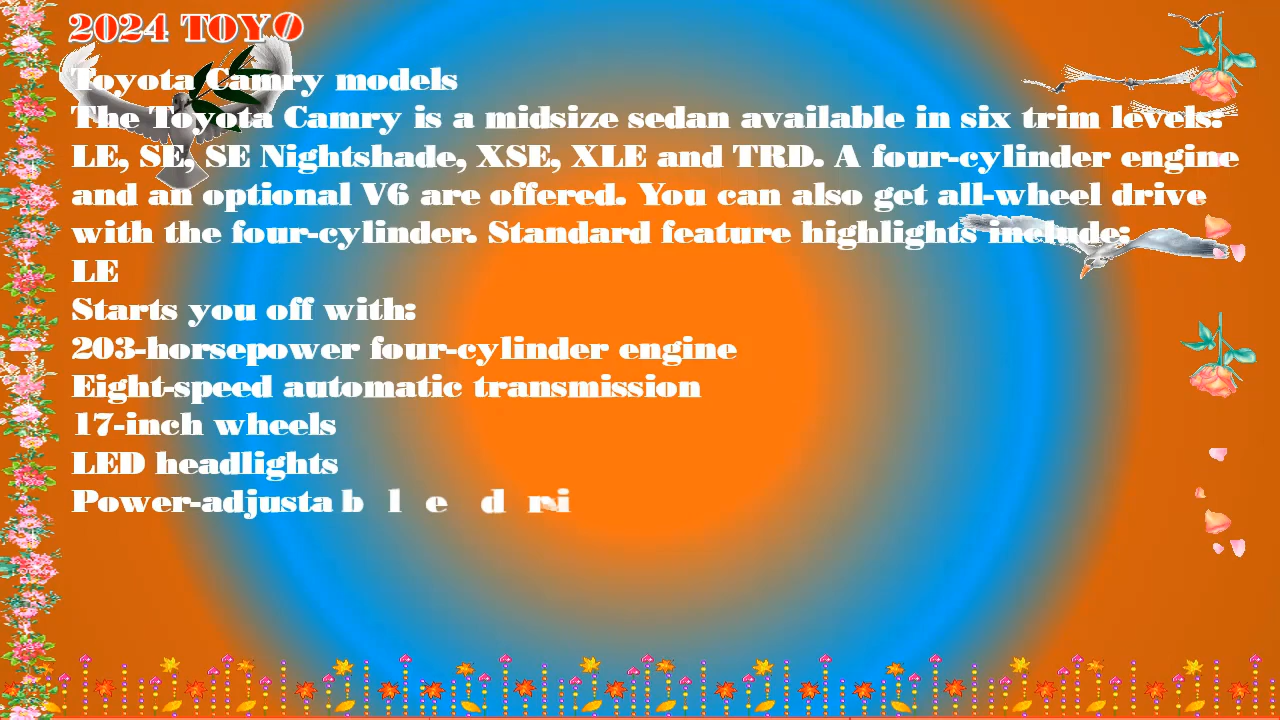 2024 TOYO
Toyota Camry models
The Toyota Camry is a midsize sedan available in six trim levels:
LE, SE, SE Nightshade, XSE, XLE and TRD. A four-cylinder engine
and an optional V6 are offered. You can also get all-wheel drive
with the four-cylinder. Standard feature highlights include:
LE
Starts you off with:
203-horsepower four-cylinder engine
Eight-speed automatic transmission
17-inch wheels
LED headlights
Power-adjustable dri